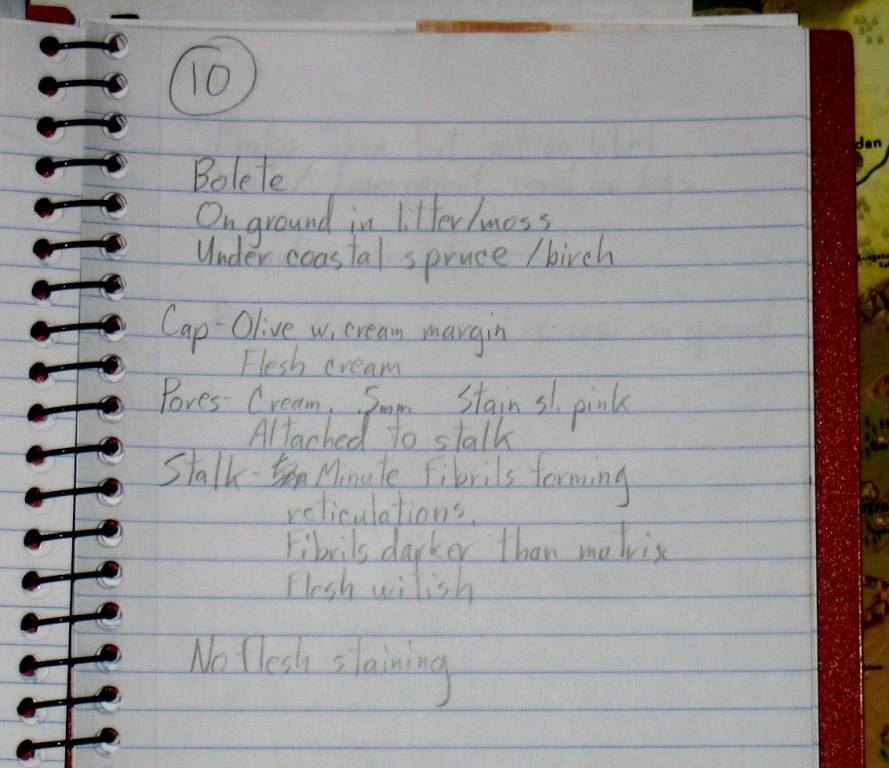 10
Bolete
On ground in litter/moss
Under coastal spruce/birch
Cap - Olive w. cream margin
Flesh cream
Pores - Cream. .5mm Stain sl. pink
Attached to stalk
Stalk - Minute fibrils forming
reticulations.
Fibrils darker than matrix
Flesh witish
No flesh staining
dan